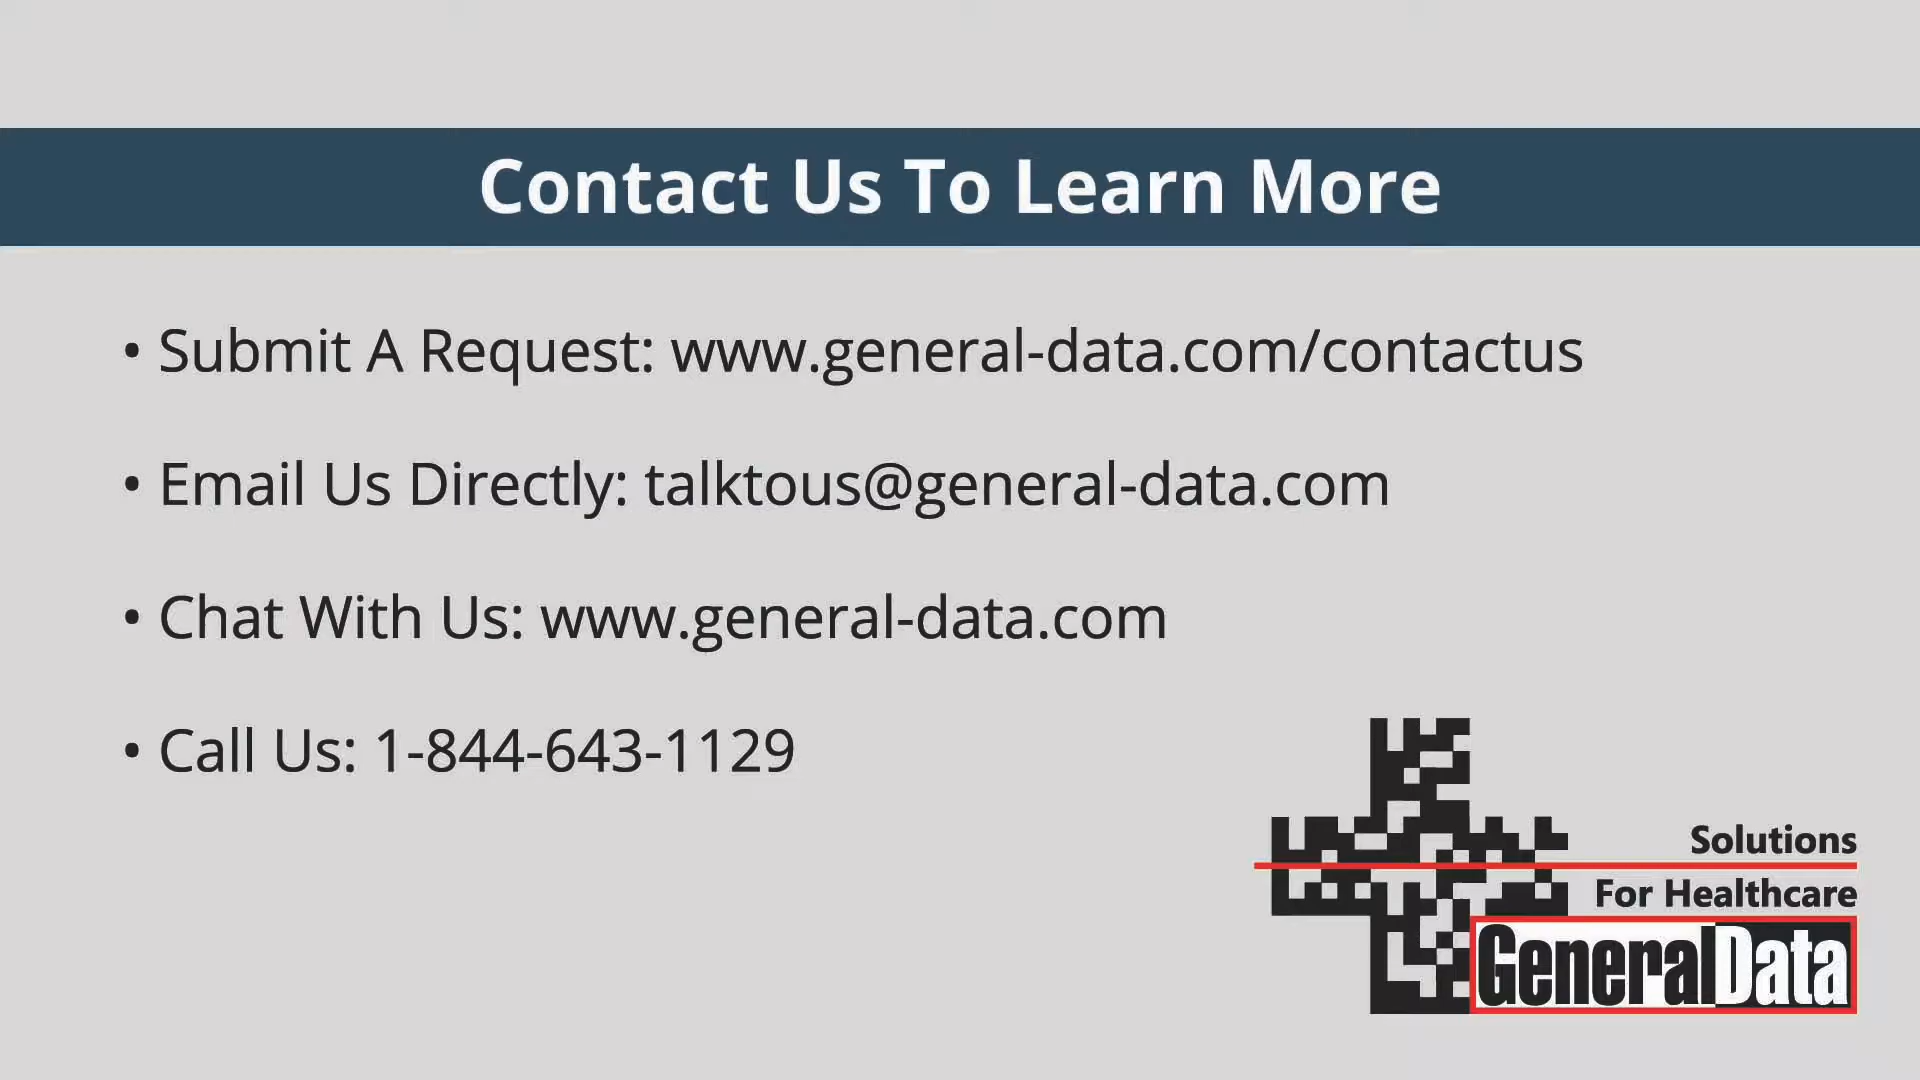 Contact Us To Learn More
• Submit A Request: www.general-data.com/contactus
• Email Us Directly: talktous@general-data.com
• Chat With Us: www.general-data.com
• Call Us: 1-844-643-1129
Solutions
For Healthcare
GeneralData